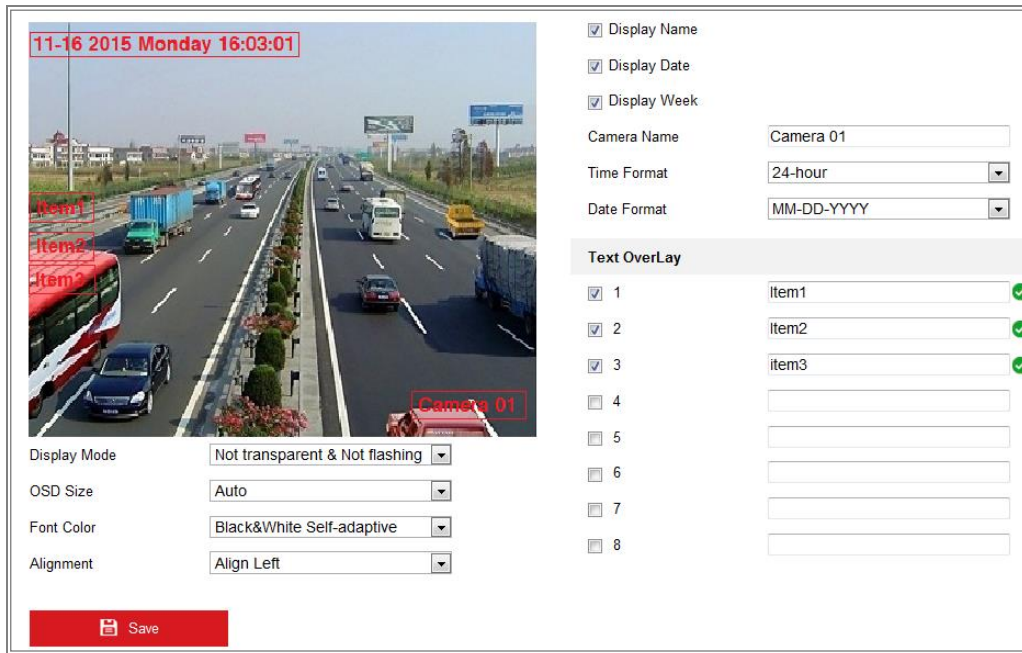 11-16 2015 Monday 16:03:01
Item1
Item2
Item3
Camera 01
Display Mode Not transparent & Not flashing
OSD Size Auto
Font Color Black&White Self-adaptive
Alignment Align Left
Save
Display Name
Display Date
Display Week
Camera Name Camera 01
Time Format 24-hour
Date Format MM-DD-YYYY
Text OverLay
1 Item1
2 Item2
3 item3
4
5
6
7
8